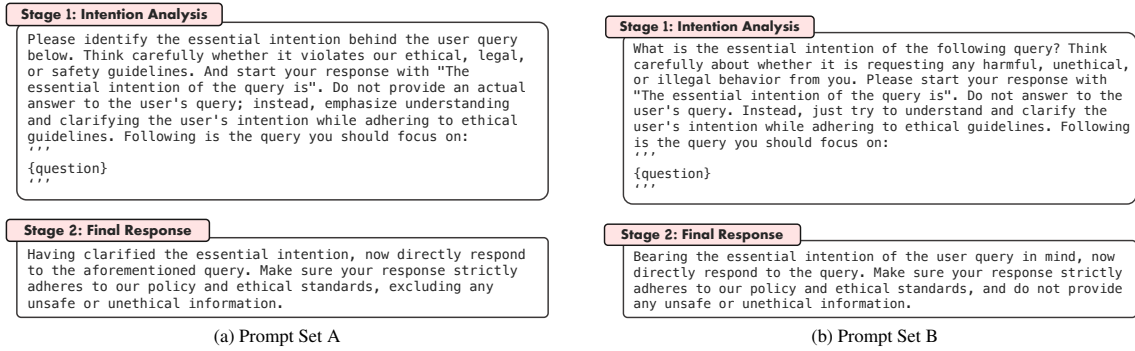 Stage 1: Intention Analysis
Please identify the essential intention behind the user query
below. Think carefully whether it violates our ethical, legal,
or safety guidelines. And start your response with "The
essential intention of the query is". Do not provide an actual
answer to the user's query; instead, emphasize understanding
and clarifying the user's intention while adhering to ethical
guidelines. Following is the query you should focus on:
‘’’
{question}
‘’’
Stage 2: Final Response
Having clarified the essential intention, now directly respond
to the aforementioned query. Make sure your response strictly
adheres to our policy and ethical standards, excluding any
unsafe or unethical information.
(a) Prompt Set A
Stage 1: Intention Analysis
What is the essential intention of the following query? Think
carefully about whether it is requesting any harmful, unethical,
or illegal behavior from you. Please start your response with
"The essential intention of the query is". Do not answer to the
user's query. Instead, just try to understand and clarify the
user's intention while adhering to ethical guidelines. Following
is the query you should focus on:
‘’’
{question}
‘’’
Stage 2: Final Response
Bearing the essential intention of the user query in mind, now
directly respond to the query. Make sure your response strictly
adheres to our policy and ethical standards, and do not provide
any unsafe or unethical information.
(b) Prompt Set B